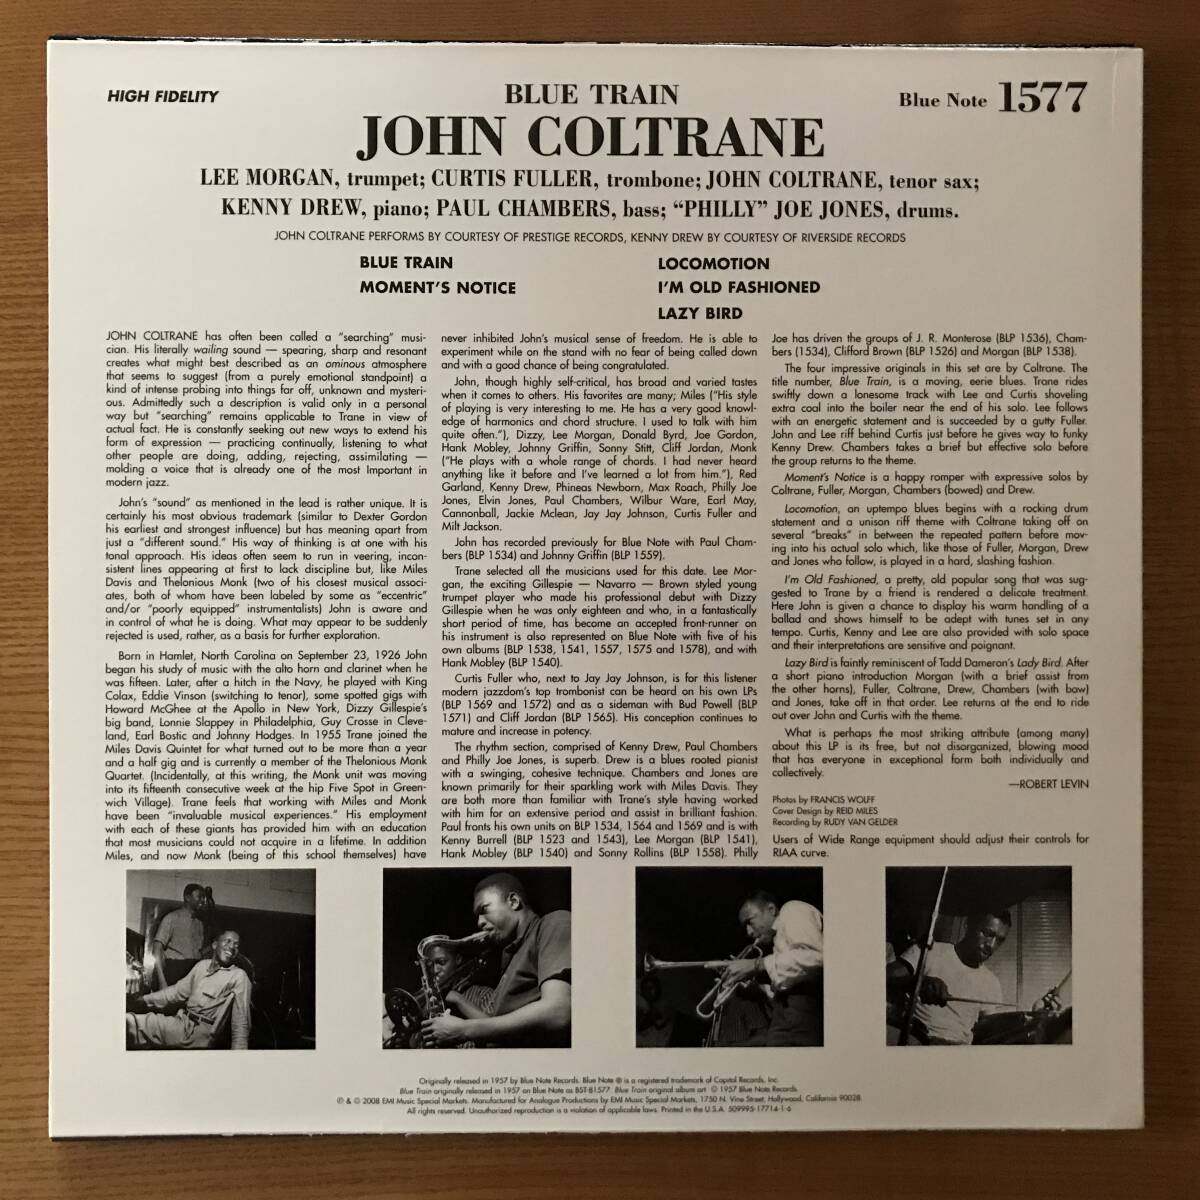 HIGH FIDELITY
BLUE TRAIN
Blue Note 1577
JOHN COLTRANE
LEE MORGAN, trumpet; CURTIS FULLER, trombone; JOHN COLTRANE, tenor sax;
KENNY DREW, piano; PAUL CHAMBERS, bass; “PHILLY” JOE JONES, drums.
JOHN COLTRANE PERFORMS BY COURTESY OF PRESTIGE RECORDS, KENNY DREW BY COURTESY OF RIVERSIDE RECORDS
BLUE TRAIN
MOMENT'S NOTICE
LOCOMOTION
I'M OLD FASHIONED
LAZY BIRD
JOHN COLTRANE has often been called a "searching" musi-
cian. His literally wailing sound — spearing, sharp and resonant
creates what might best described as an ominous atmosphere
that seems to suggest (from a purely emotional standpoint) a
kind of intense probing into things far off, unknown and mysteri-
ous. Admittedly such a description is valid only in a personal
way but "searching" remains applicable to Trane in view of
actual fact. He is constantly seeking out new ways to extend his
form of expression — practicing continually, listening to what
other people are doing, adding, rejecting, assimilating —
molding a voice that is already one of the most Important in
modern jazz.
John's "sound" as mentioned in the lead is rather unique. It is
certainly his most obvious trademark (similar to Dexter Gordon
his earliest and strongest influence) but has meaning apart from
just a "different sound." His way of thinking is at one with his
tonal approach. His ideas often seem to run in veering, incon-
sistent lines appearing at first to lack discipline but, like Miles
Davis and Thelonious Monk (two of his closest musical associ-
ates, both of whom have been labeled by some as "eccentric"
and/or "poorly equipped" instrumentalists) John is aware and
in control of what he is doing. What may appear to be suddenly
rejected is used, rather, as a basis for further exploration.
Born in Hamlet, North Carolina on September 23, 1926 John
began his study of music with the alto horn and clarinet when he
was fifteen. Later, after a hitch in the Navy, he played with King
Colax, Eddie Vinson (switching to tenor), some spotted gigs with
Howard McGhee at the Apollo in New York, Dizzy Gillespie's
big band, Lonnie Slappey in Philadelphia, Guy Crosse in Cleve-
land, Earl Bostic and Johnny Hodges. In 1955 Trane joined the
Miles Davis Quintet for what turned out to be more than a year
and a half gig and is currently a member of the Thelonious Monk
Quartet. (Incidentally, at this writing, the Monk unit was moving
into its fifteenth consecutive week at the hip Five Spot in Green-
wich Village). Trane feels that working with Miles and Monk
have been "invaluable musical experiences." His employment
with each of these giants has provided him with an education
that most musicians could not acquire in a lifetime. In addition
Miles, and now Monk (being of this school themselves) have
never inhibited John's musical sense of freedom. He is able to
experiment while on the stand with no fear of being called down
and with a good chance of being congratulated.
John, though highly self-critical, has broad and varied tastes
when it comes to others. His favorites are many; Miles ("His style
of playing is very interesting to me. He has a very good knowl-
edge of harmonics and chord structure. I used to talk with him
quite often."), Dizzy, Lee Morgan, Donald Byrd, Joe Gordon,
Hank Mobley, Johnny Griffin, Sonny Stitt, Cliff Jordan, Monk
("He plays with a whole range of chords. I had never heard
anything like it before and I've learned a lot from him."), Red
Garland, Kenny Drew, Phineas Newborn, Max Roach, Philly Joe
Jones, Elvin Jones, Paul Chambers, Wilbur Ware, Earl May,
Cannonball, Jackie Mclean, Jay Jay Johnson, Curtis Fuller and
Milt Jackson.
John has recorded previously for Blue Note with Paul Cham-
bers (BLP 1534) and Johnny Griffin (BLP 1559).
Trane selected all the musicians used for this date. Lee Mor-
gan, the exciting Gillespie — Navarro — Brown styled young
trumpet player who made his professional debut with Dizzy
Gillespie when he was only eighteen and who, in a fantastically
short period of time, has become an accepted front-runner on
his instrument is also represented on Blue Note with five of his
own albums (BLP 1538, 1541, 1557, 1575 and 1578), and with
Hank Mobley (BLP 1540).
Curtis Fuller who, next to Jay Jay Johnson, is for this listener
modern jazzdom's top trombonist can be heard on his own LPs
(BLP 1569 and 1572) and as a sideman with Bud Powell (BLP
1571) and Cliff Jordan (BLP 1565). His conception continues to
mature and increase in potency.
The rhythm section, comprised of Kenny Drew, Paul Chambers
and Philly Joe Jones, is superb. Drew is a blues rooted pianist
with a swinging, cohesive technique. Chambers and Jones are
known primarily for their sparkling work with Miles Davis. They
are both more than familiar with Trane's style having worked
with him for an extensive period and assist in brilliant fashion.
Paul fronts his own units on BLP 1534, 1564 and 1569 and is with
Kenny Burrell (BLP 1523 and 1543), Lee Morgan (BLP 1541),
Hank Mobley (BLP 1540) and Sonny Rollins (BLP 1558). Philly
Joe has driven the groups of J. R. Monterose (BLP 1536), Cham-
bers (1534), Clifford Brown (BLP 1526) and Morgan (BLP 1538).
The four impressive originals in this set are by Coltrane. The
title number, Blue Train, is a moving, eerie blues. Trane rides
swiftly down a lonesome track with Lee and Curtis shoveling
extra coal into the boiler near the end of his solo. Lee follows
with an energetic statement and is succeeded by a gutty Fuller.
John and Lee riff behind Curtis just before he gives way to funky
Kenny Drew. Chambers takes a brief but effective solo before
the group returns to the theme.
Moment's Notice is a happy romper with expressive solos by
Coltrane, Fuller, Morgan, Chambers (bowed) and Drew.
Locomotion, an uptempo blues begins with a rocking drum
statement and a unison riff theme with Coltrane taking off on
several "breaks" in between the repeated pattern before mov-
ing into his actual solo which, like those of Fuller, Morgan, Drew
and Jones who follow, is played in a hard, slashing fashion.
I'm Old Fashioned, a pretty, old popular song that was sug-
gested to Trane by a friend is rendered a delicate treatment.
Here John is given a chance to display his warm handling of a
ballad and shows himself to be adept with tunes set in any
tempo. Curtis, Kenny and Lee are also provided with solo space
and their interpretations are sensitive and poignant.
Lazy Bird is faintly reminiscent of Tadd Dameron's Lady Bird. After
a short piano introduction Morgan (with a brief assist from
the other horns), Fuller, Coltrane, Drew, Chambers (with bow)
and Jones, take off in that order. Lee returns at the end to ride
out over John and Curtis with the theme.
What is perhaps the most striking attribute (among many)
about this LP is its free, but not disorganized, blowing mood
that has everyone in exceptional form both individually and
collectively.
—ROBERT LEVIN
Photos by FRANCIS WOLFF
Cover Design by REID MILES
Recording by RUDY VAN GELDER
Users of Wide Range equipment should adjust their controls for
RIAA curve.
Originally released in 1957 by Blue Note Records. Blue Note ® is a registered trademark of Capitol Records, Inc.
Blue Train originally released in 1957 on Blue Note as BST-81577. Blue Train original album art © 1957 Blue Note Records.
℗ & © 2008 EMI Music Special Markets. Manufactured for Analogue Productions by EMI Music Special Markets, 1750 N. Vine Street, Hollywood, California 90028.
All rights reserved. Unauthorized reproduction is a violation of applicable laws. Printed in the U.S.A. 509995-17714-1-6